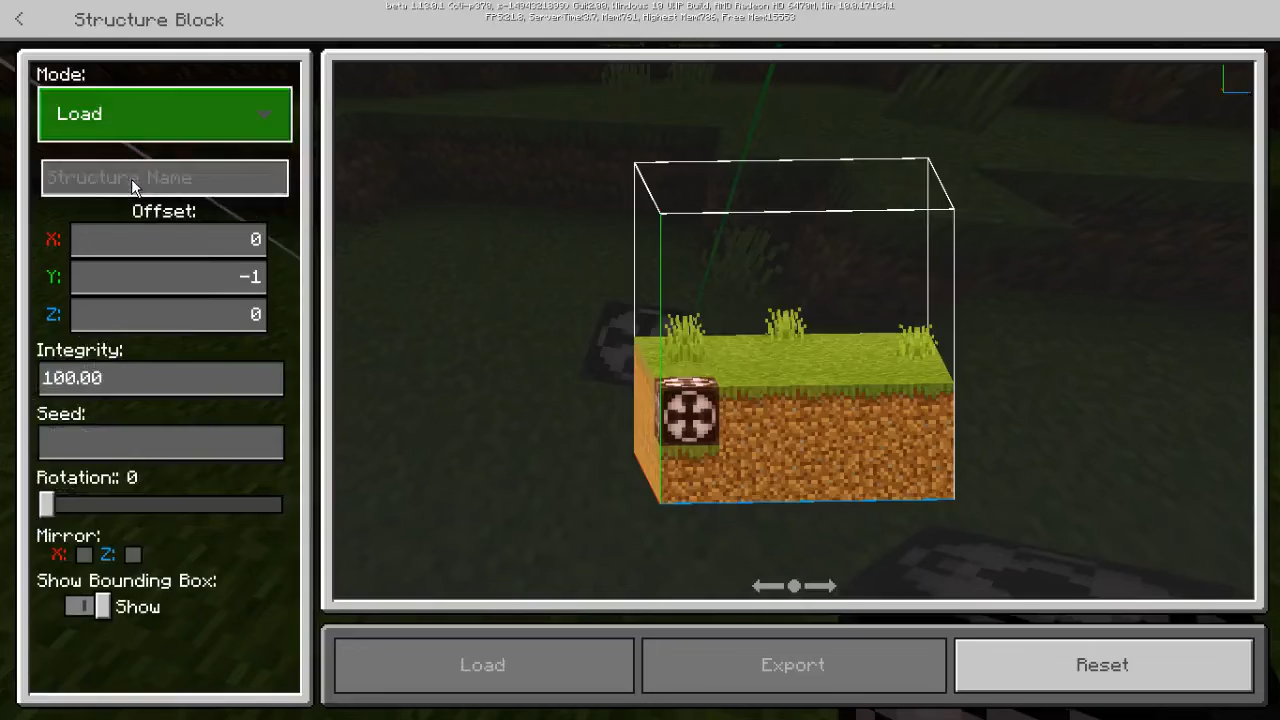 Structure Block
Mode:
Load
Structure Name
Offset:
X: 0
Y: -1
Z: 0
Integrity:
100.00
Seed:
Rotation:: 0
Mirror:
X: Z:
Show Bounding Box:
Show
Load
Export
Reset